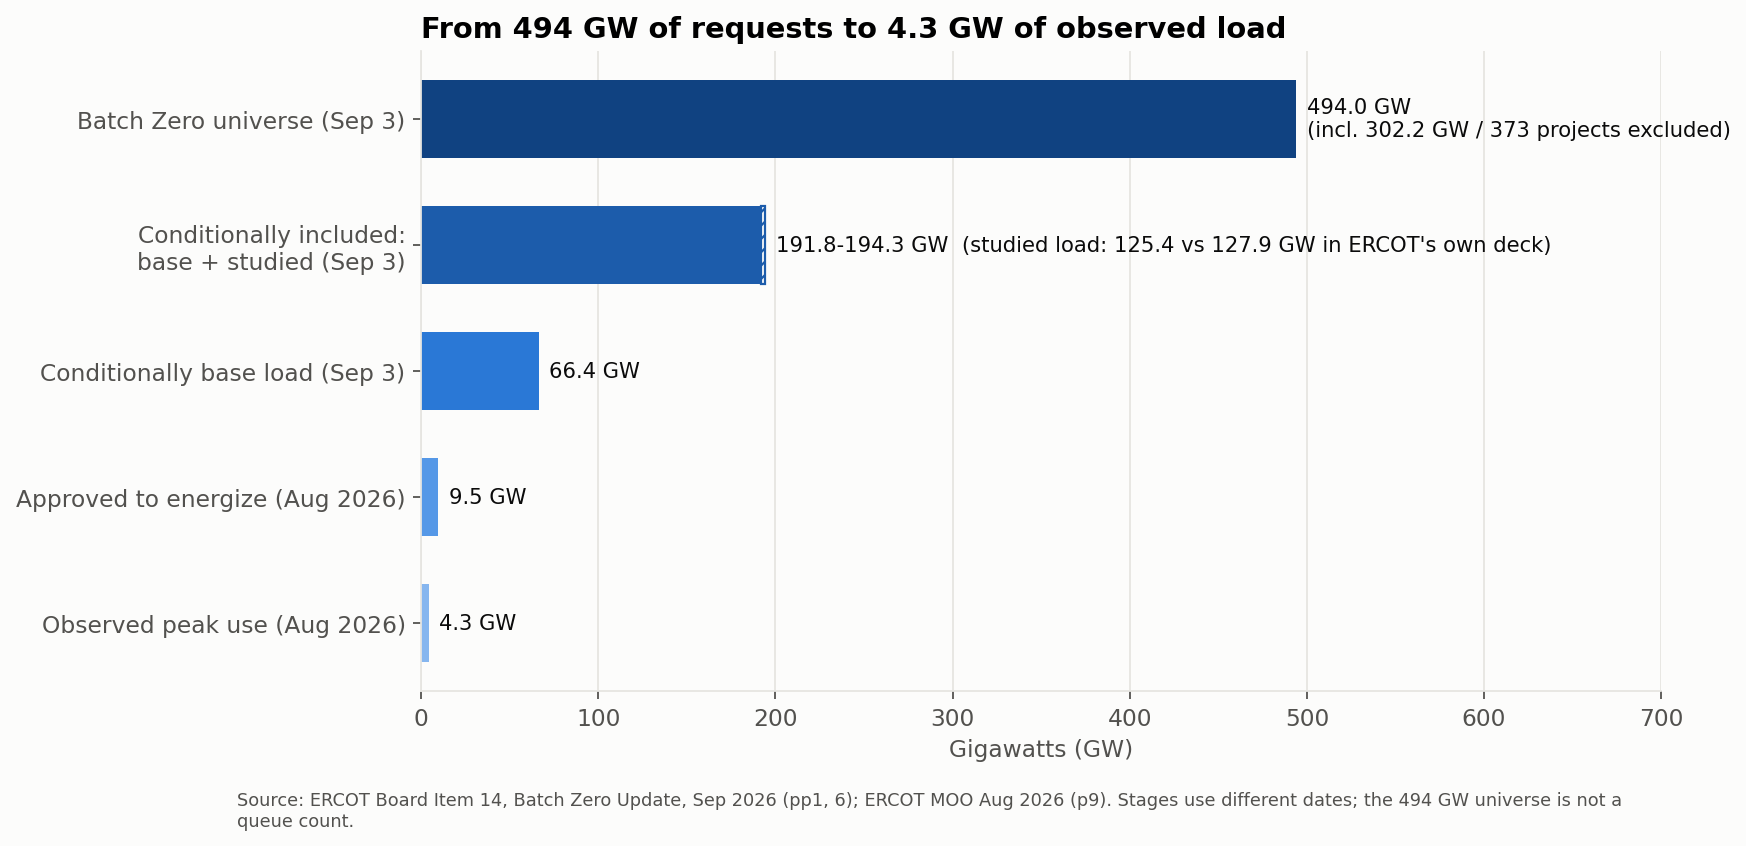 From 494 GW of requests to 4.3 GW of observed load
Batch Zero universe (Sep 3)
494.0 GW
(incl. 302.2 GW / 373 projects excluded)
Conditionally included:
base + studied (Sep 3)
191.8-194.3 GW  (studied load: 125.4 vs 127.9 GW in ERCOT's own deck)
Conditionally base load (Sep 3)
66.4 GW
Approved to energize (Aug 2026)
9.5 GW
Observed peak use (Aug 2026)
4.3 GW
0 100 200 300 400 500 600 700
Gigawatts (GW)
Source: ERCOT Board Item 14, Batch Zero Update, Sep 2026 (pp1, 6); ERCOT MOO Aug 2026 (p9). Stages use different dates; the 494 GW universe is not a
queue count.